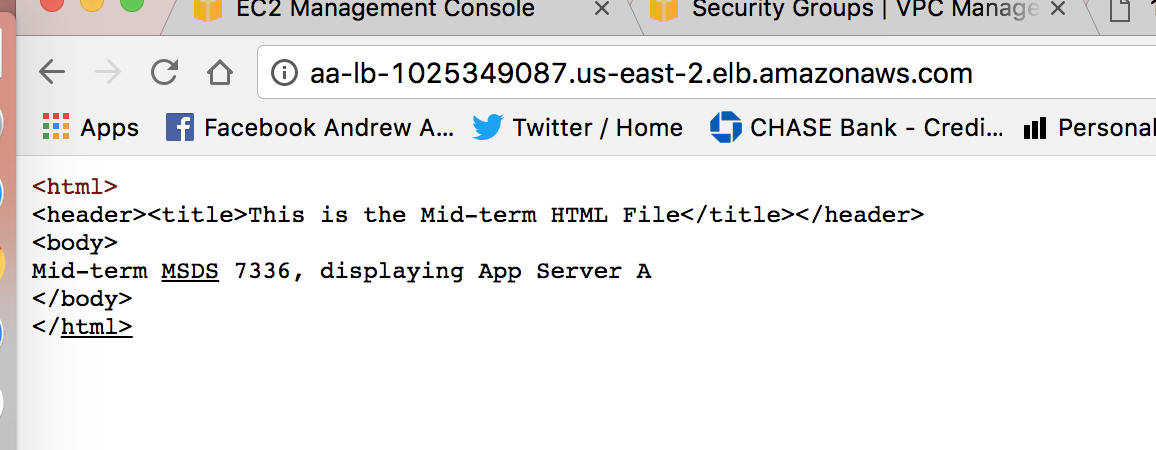 EC2 Management Console
Security Groups | VPC Manage
aa-lb-1025349087.us-east-2.elb.amazonaws.com
Apps
Facebook Andrew A...
Twitter / Home
CHASE Bank - Credi...
Personal
<html>
<header><title>This is the Mid-term HTML File</title></header>
<body>
Mid-term MSDS 7336, displaying App Server A
</body>
</html>